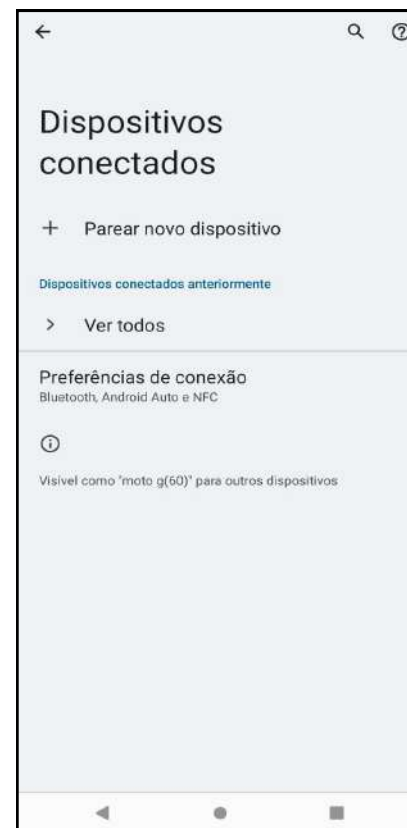 Dispositivos
conectados
Parear novo dispositivo
Dispositivos conectados anteriormente
Ver todos
Preferências de conexão
Bluetooth, Android Auto e NFC
Visível como "moto g(60)" para outros dispositivos